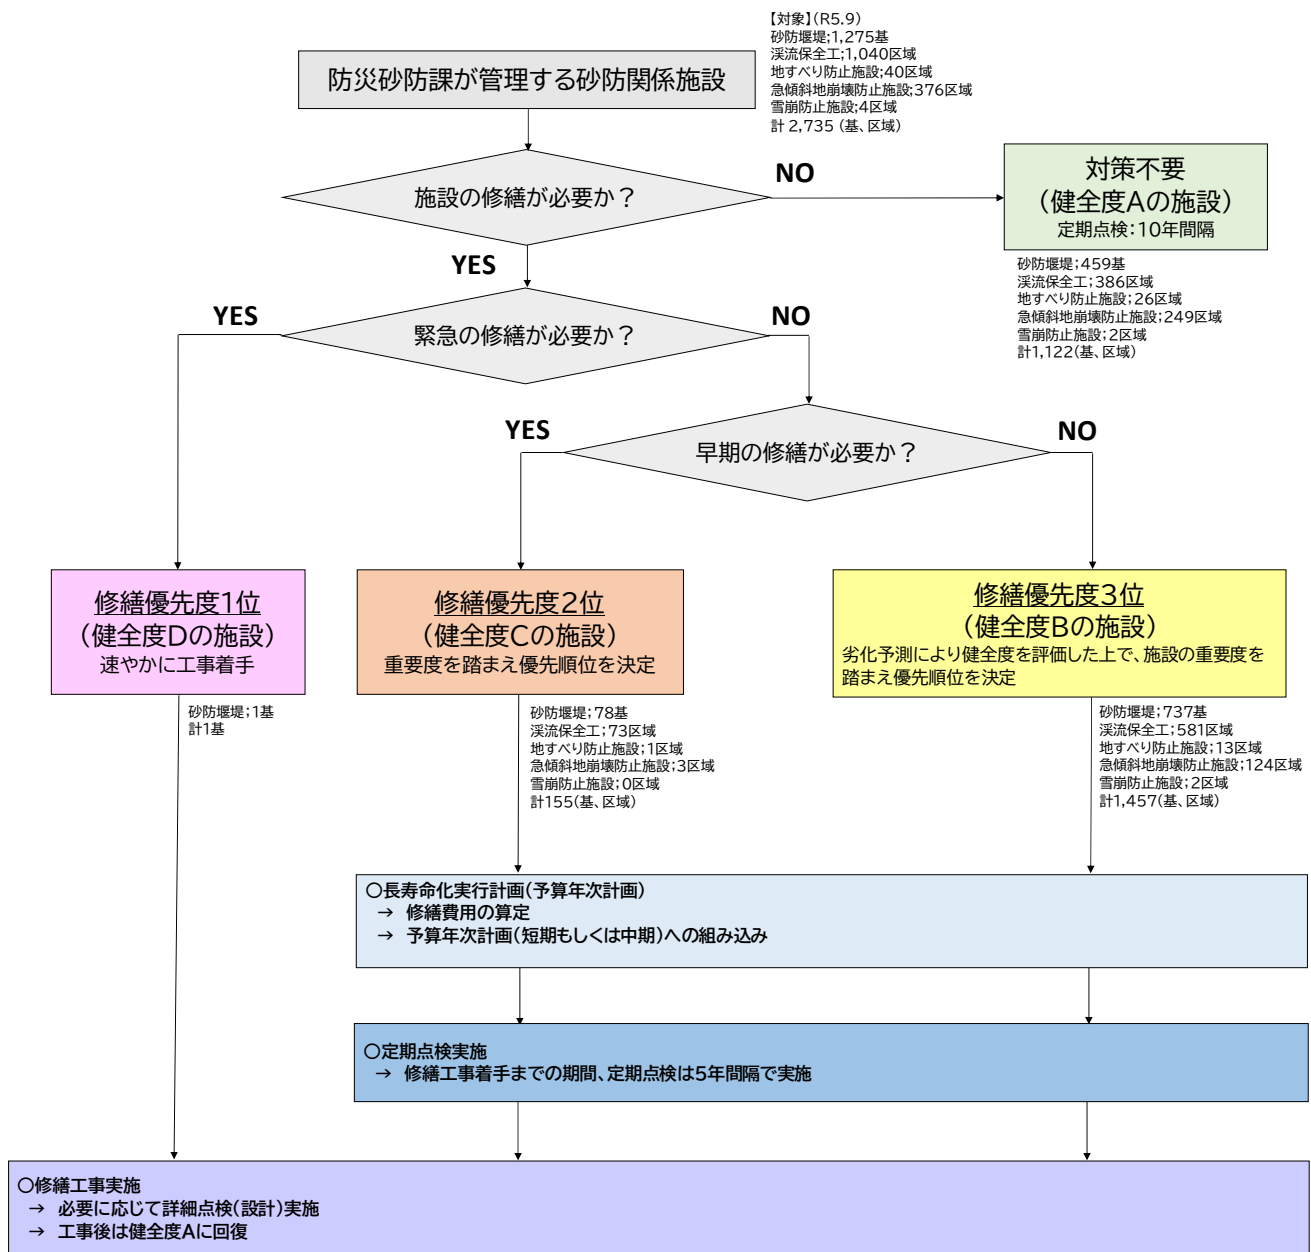 【対象】(R5.9)
砂防堰堤;1,275基
渓流保全工;1,040区域
地すべり防止施設;40区域
急傾斜地崩壊防止施設;376区域
雪崩防止施設;4区域
計 2,735 (基、区域)
防災砂防課が管理する砂防関係施設
施設の修繕が必要か？
NO
対策不要
（健全度Aの施設）
定期点検：10年間隔
砂防堰堤;459基
渓流保全工;386区域
地すべり防止施設;26区域
急傾斜地崩壊防止施設;249区域
雪崩防止施設;2区域
計1,122(基、区域)
YES
緊急の修繕が必要か？
YES
NO
早期の修繕が必要か？
YES
NO
修繕優先度1位
（健全度Dの施設）
速やかに工事着手
砂防堰堤;1基
計1基
修繕優先度2位
（健全度Cの施設）
重要度を踏まえ優先順位を決定
砂防堰堤;78基
渓流保全工;73区域
地すべり防止施設;1区域
急傾斜地崩壊防止施設;3区域
雪崩防止施設;0区域
計155(基、区域)
修繕優先度3位
（健全度Bの施設）
劣化予測により健全度を評価した上で、施設の重要度を
踏まえ優先順位を決定
砂防堰堤;737基
渓流保全工;581区域
地すべり防止施設;13区域
急傾斜地崩壊防止施設;124区域
雪崩防止施設;2区域
計1,457(基、区域)
〇長寿命化実行計画(予算年次計画)
→ 修繕費用の算定
→ 予算年次計画(短期もしくは中期)への組み込み
〇定期点検実施
→ 修繕工事着手までの期間、定期点検は5年間隔で実施
〇修繕工事実施
→ 必要に応じて詳細点検(設計)実施
→ 工事後は健全度Aに回復